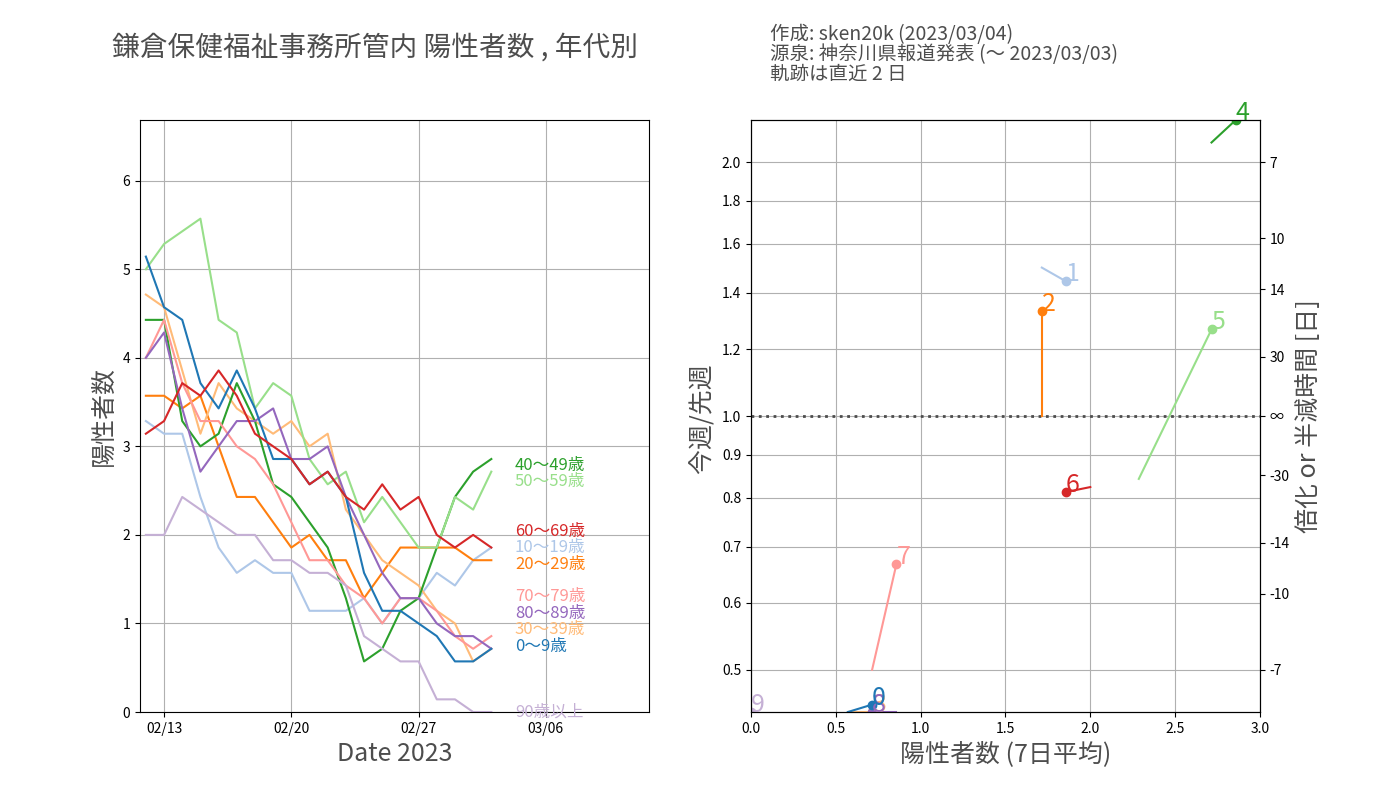 鎌倉保健福祉事務所管内 陽性者数 , 年代別
作成: sken20k (2023/03/04)
源泉: 神奈川県報道発表 (〜 2023/03/03)
軌跡は直近 2 日
陽性者数
6
5
4
3
2
1
0
02/13
02/20
02/27
03/06
Date 2023
40〜49歳
50〜59歳
60〜69歳
10〜19歳
20〜29歳
70〜79歳
80〜89歳
30〜39歳
0〜9歳
90歳以上
今週/先週
2.0
1.8
1.6
1.4
1.2
1.0
0.9
0.8
0.7
0.6
0.5
0.0
0.5
1.0
1.5
2.0
2.5
3.0
陽性者数 (7日平均)
4
1
2
5
6
7
0
8
9
7
10
14
30
∞
-30
-14
-10
-7
倍化 or 半減時間 [日]